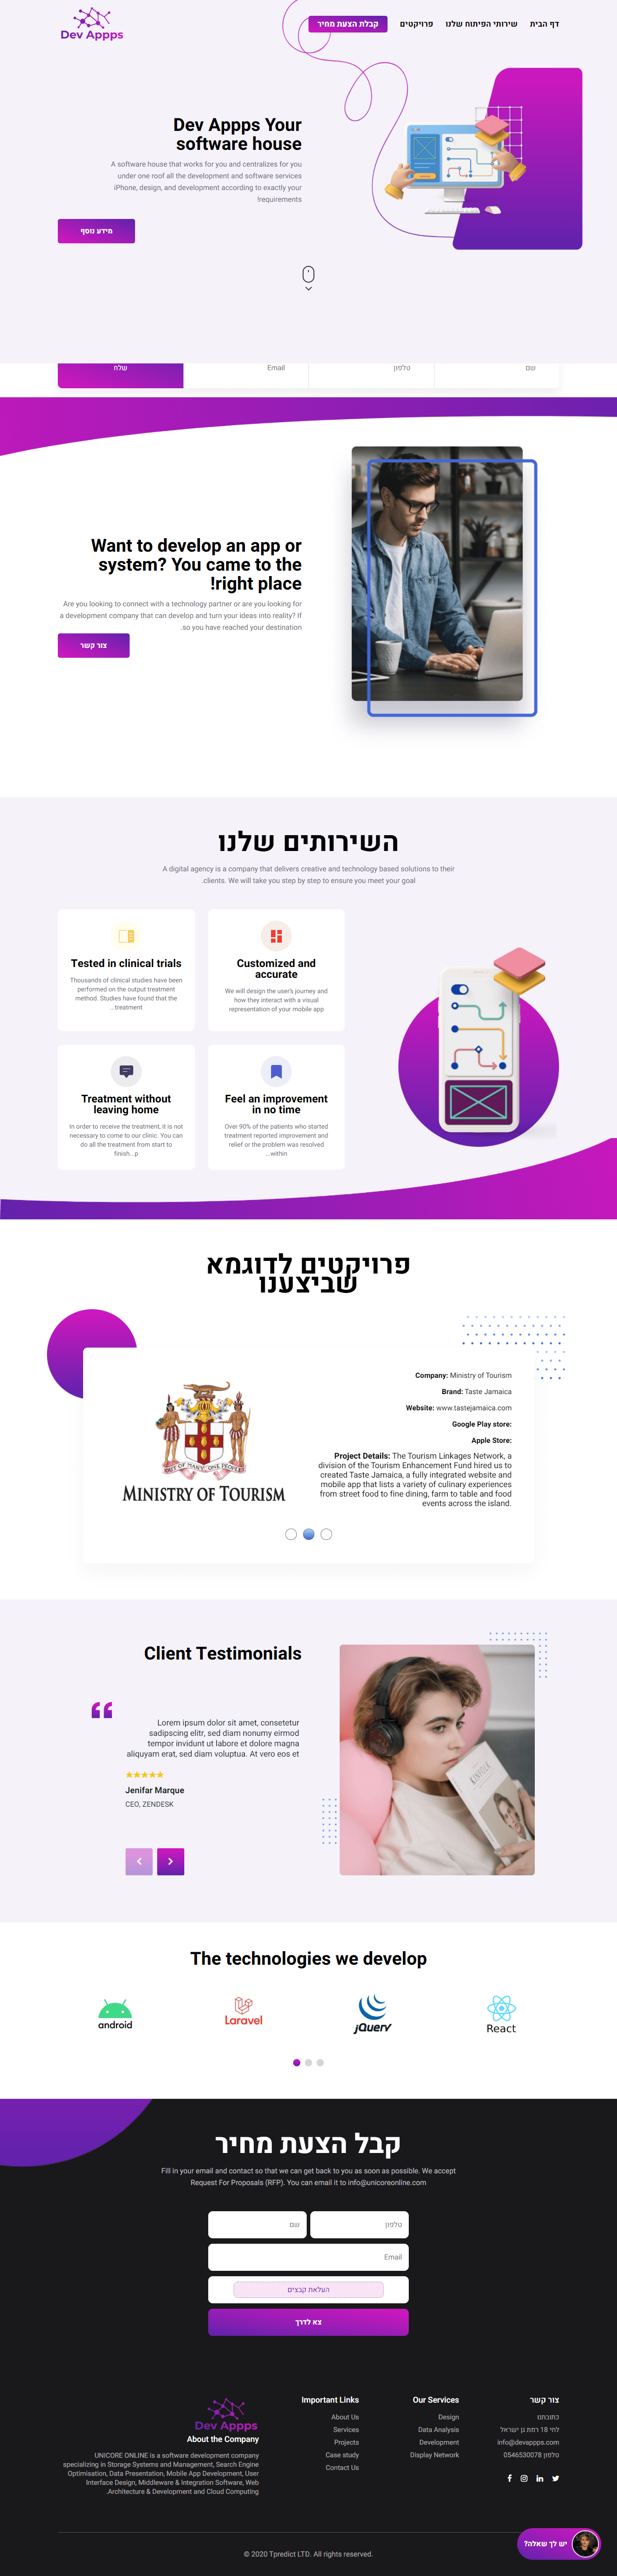 Dev Appps
דף הבית
שירותי הפיתוח שלנו
פרויקטים
קבלת הצעת מחיר
Dev Appps Your
software house
A software house that works for you and centralizes for you
under one roof all the development and software services
iPhone, design, and development according to exactly your
!requirements
מידע נוסף
שם
טלפון
Email
שלח
Want to develop an app or
system? You came to the
!right place
Are you looking to connect with a technology partner or are you looking for
a development company that can develop and turn your ideas into reality? If
.so you have reached your destination
צור קשר
השירותים שלנו
A digital agency is a company that delivers creative and technology based solutions to their
.clients. We will take you step by step to ensure you meet your goal
Customized and
accurate
We will design the user's journey and
how they interact with a visual
representation of your mobile app
Tested in clinical trials
Thousands of clinical studies have been
performed on the output treatment
method. Studies have found that the
...treatment
Feel an improvement
in no time
Over 90% of the patients who started
treatment reported improvement and
relief or the problem was resolved
...within
Treatment without
leaving home
In order to receive the treatment, it is not
necessary to come to our clinic. You can
do all the treatment from start to
finish...p
פרויקטים לדוגמא
שביצענו
Company: Ministry of Tourism
Brand: Taste Jamaica
Website: www.tastejamaica.com
Google Play store:
Apple Store:
Project Details: The Tourism Linkages Network, a
division of the Tourism Enhancement Fund hired us to
created Taste Jamaica, a fully integrated website and
mobile app that lists a variety of culinary experiences
from street food to fine dining, farm to table and food
events across the island.
OUT OF MANY, ONE PEOPLE
MINISTRY OF TOURISM
Client Testimonials
Lorem ipsum dolor sit amet, consetetur
sadipscing elitr, sed diam nonumy eirmod
tempor invidunt ut labore et dolore magna
aliquyam erat, sed diam voluptua. At vero eos et
Jenifar Marque
CEO, ZENDESK
KINFOLK
The technologies we develop
React
jQuery
Laravel
android
קבל הצעת מחיר
Fill in your email and contact so that we can get back to you as soon as possible. We accept
Request For Proposals (RFP). You can email it to info@unicoreonline.com
טלפון
שם
Email
העלאת קבצים
צא לדרך
צור קשר
כתובתנו
לחי 18 רמת גן ישראל
info@devappps.com
טלפון 0546530078
Our Services
Design
Data Analysis
Development
Display Network
Important Links
About Us
Services
Projects
Case study
Contact Us
Dev Appps
About the Company
UNICORE ONLINE is a software development company
specializing in Storage Systems and Management, Search Engine
Optimisation, Data Presentation, Mobile App Development, User
Interface Design, Middleware & Integration Software, Web
.Architecture & Development and Cloud Computing
יש לך שאלה?
© 2020 Tpredict LTD. All rights reserved.